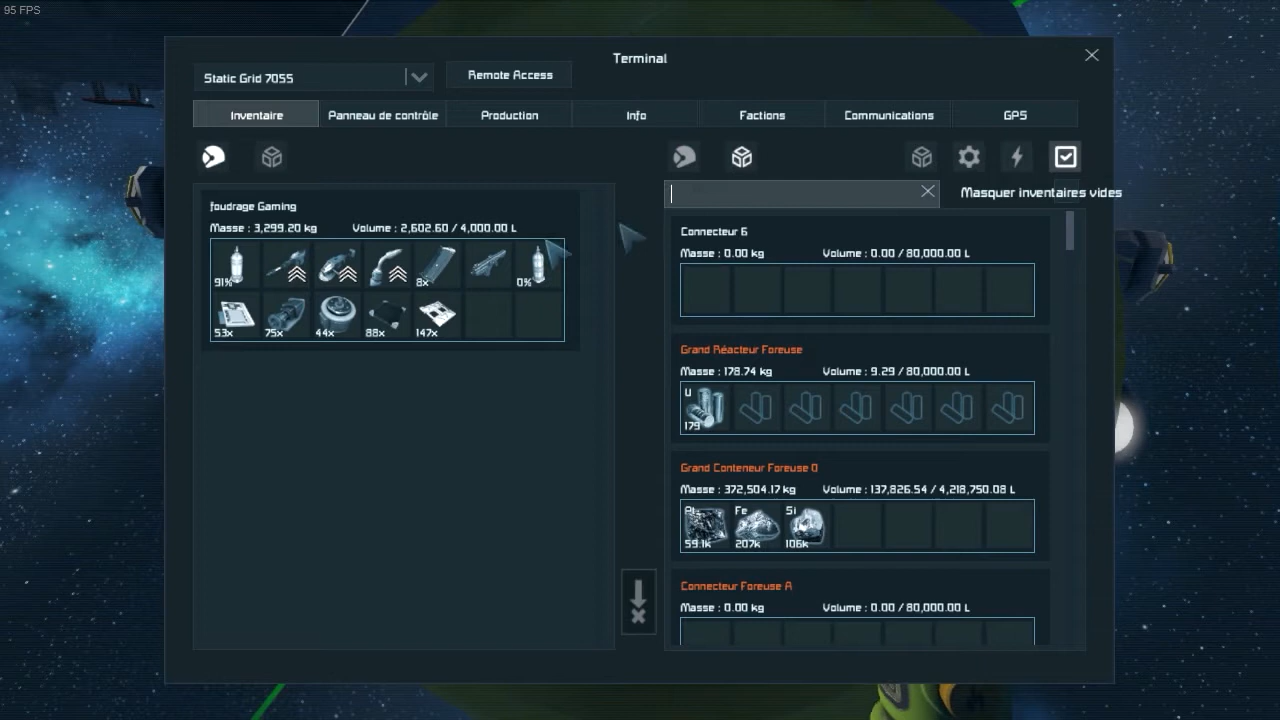 95 FPS
Terminal
Static Grid 7055
Remote Access
Inventaire
Panneau de contrôle
Production
Info
Factions
Communications
GPS
Masquer inventaires vides
foudrage Gaming
Masse : 3,299.20 kg Volume : 2,602.60 / 4,000.00 L
91%
8x
0%
53x
75x
44x
88x
147x
Connecteur 6
Masse : 0.00 kg Volume : 0.00 / 80,000.00 L
Grand Réacteur Foreuse
Masse : 178.74 kg Volume : 9.29 / 80,000.00 L
U
179
Grand Conteneur Foreuse 0
Masse : 372,504.17 kg Volume : 137,826.54 / 4,218,750.08 L
Pt Fe Si
59.1k 207k 106k
Connecteur Foreuse A
Masse : 0.00 kg Volume : 0.00 / 80,000.00 L